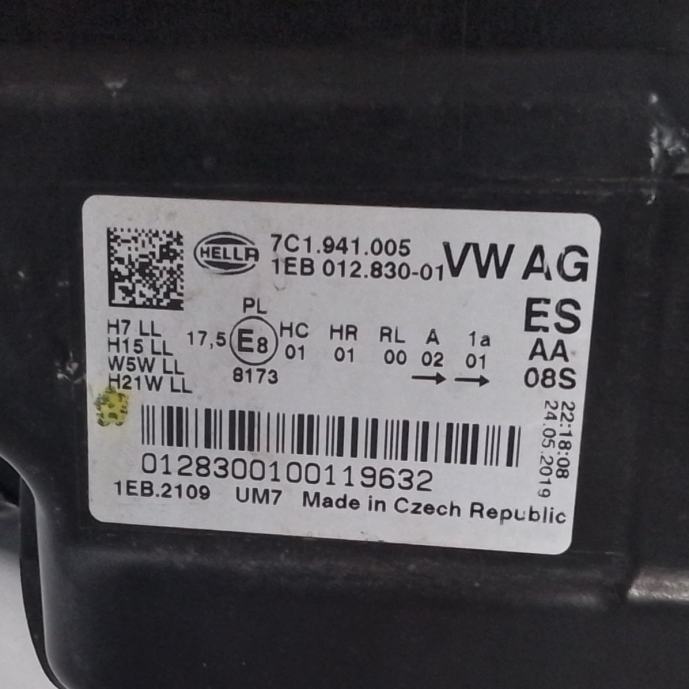 HELLA
7C1.941.005
1EB 012.830-01
VW AG
ES
AA
08S
H7 LL
H15 LL
W5W LL
H21W LL
PL
17,5 E8 HC HR RL A 1a
01 01 00 02 01
8173
→ →
22:18:08
24.05.2019
0128300100119632
1EB.2109 UM7 Made in Czech Republic